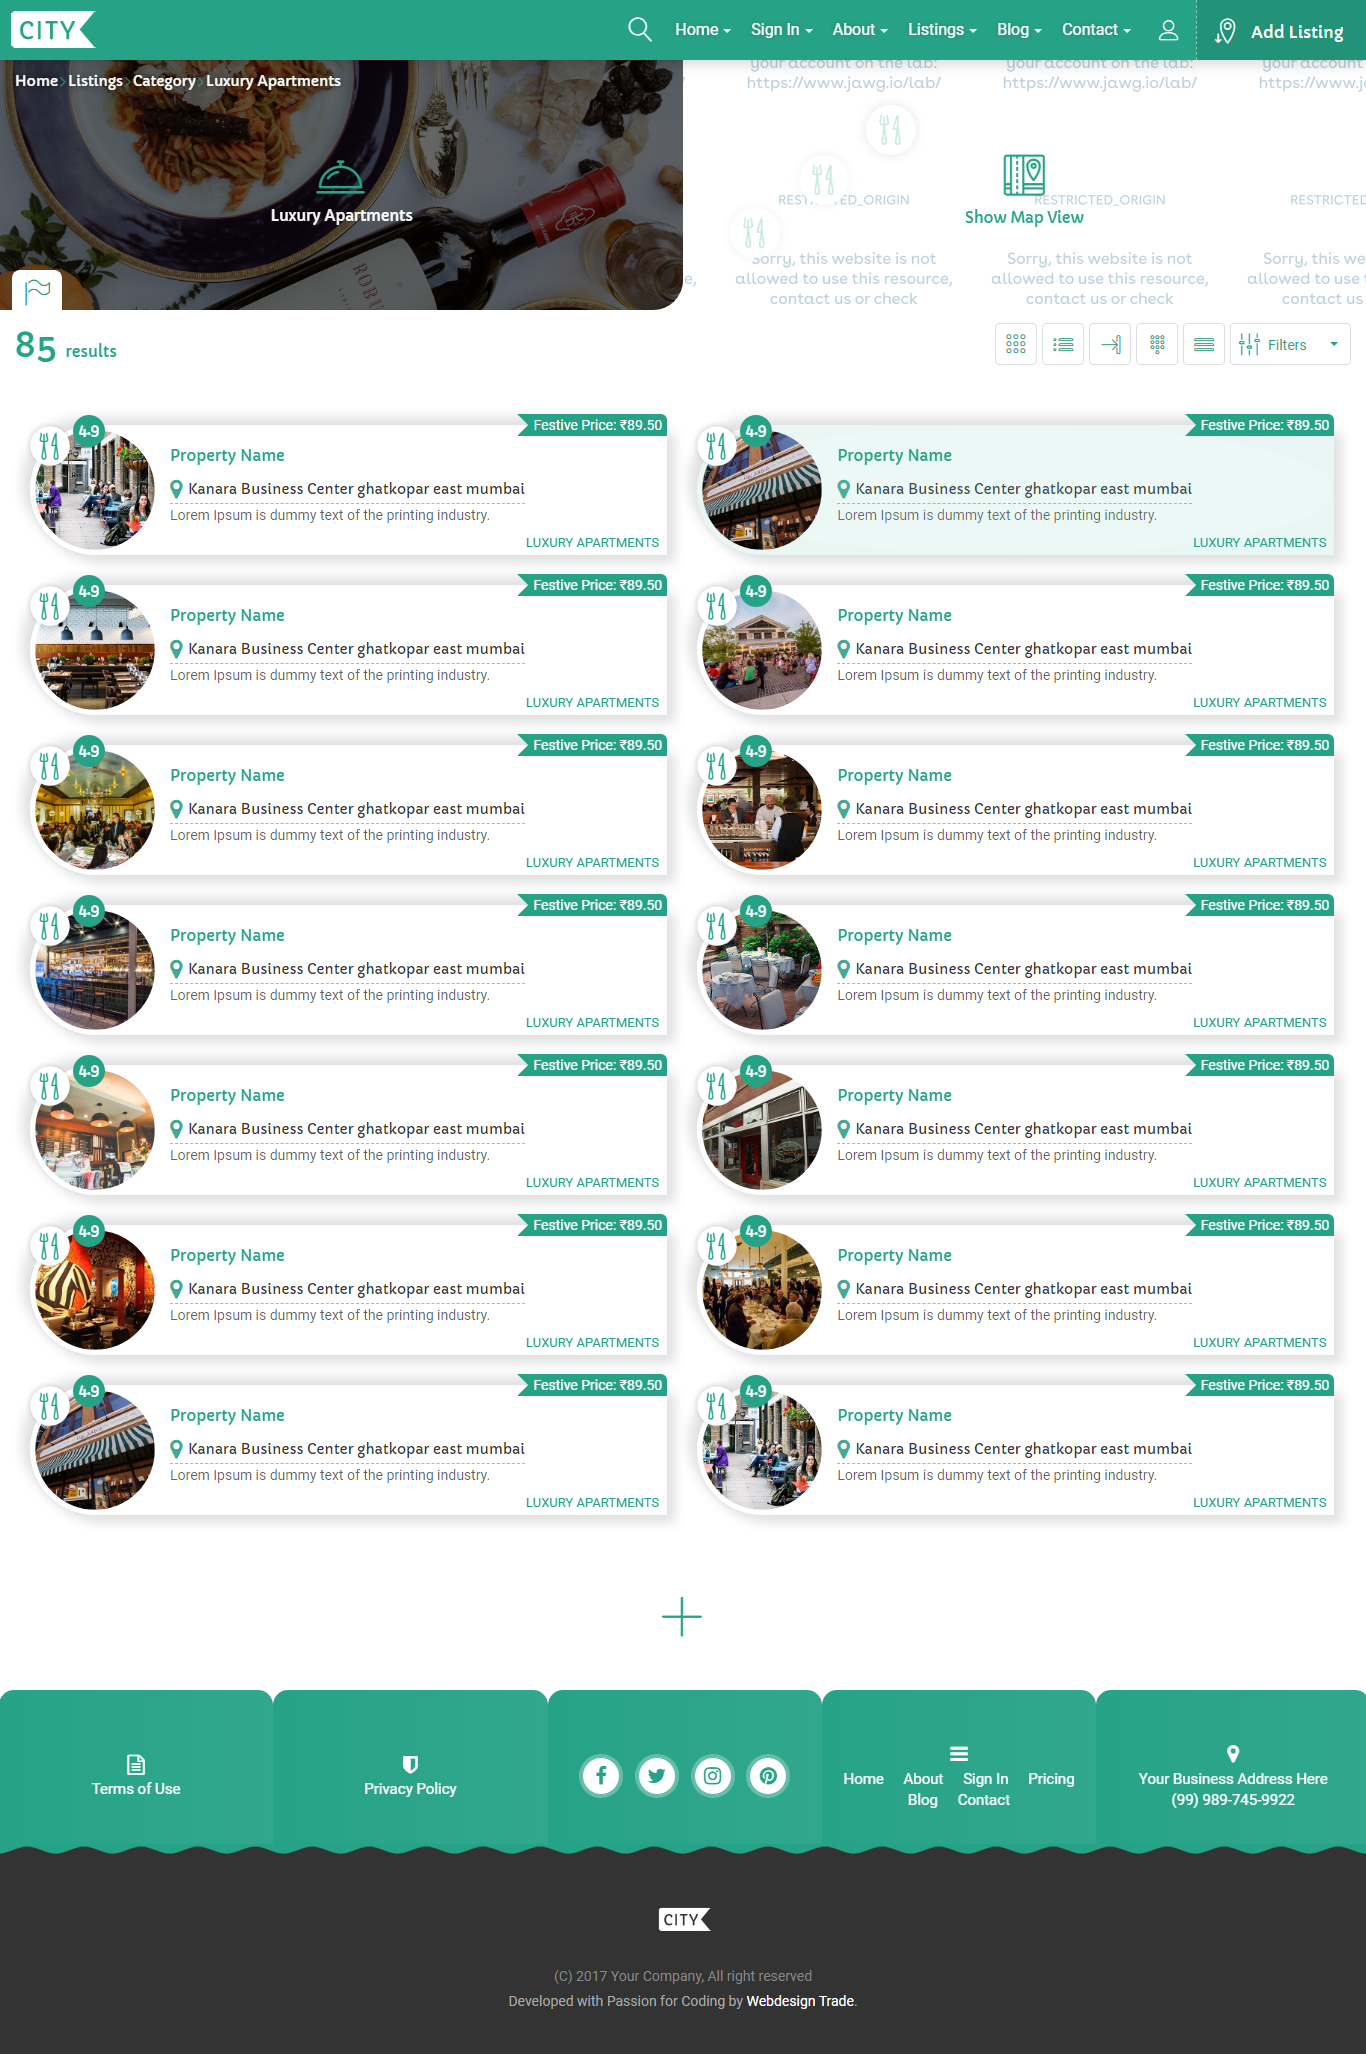 CITY
Home
Sign In
About
Listings
Blog
Contact
Add Listing
Home Listings Category Luxury Apartments
Luxury Apartments
your account on the lab:
https://www.jawg.io/lab/
your account on the lab:
https://www.jawg.io/lab/
your account
https://www.j
RESTRICTED_ORIGIN
RESTRICTED_ORIGIN
RESTRICTED
Show Map View
Sorry, this website is not
allowed to use this resource,
contact us or check
Sorry, this website is not
allowed to use this resource,
contact us or check
Sorry, this we
allowed to use t
contact us
85 results
Filters
4.9
Festive Price: ₹89.50
Property Name
Kanara Business Center ghatkopar east mumbai
Lorem Ipsum is dummy text of the printing industry.
LUXURY APARTMENTS
4.9
Festive Price: ₹89.50
Property Name
Kanara Business Center ghatkopar east mumbai
Lorem Ipsum is dummy text of the printing industry.
LUXURY APARTMENTS
4.9
Festive Price: ₹89.50
Property Name
Kanara Business Center ghatkopar east mumbai
Lorem Ipsum is dummy text of the printing industry.
LUXURY APARTMENTS
4.9
Festive Price: ₹89.50
Property Name
Kanara Business Center ghatkopar east mumbai
Lorem Ipsum is dummy text of the printing industry.
LUXURY APARTMENTS
4.9
Festive Price: ₹89.50
Property Name
Kanara Business Center ghatkopar east mumbai
Lorem Ipsum is dummy text of the printing industry.
LUXURY APARTMENTS
4.9
Festive Price: ₹89.50
Property Name
Kanara Business Center ghatkopar east mumbai
Lorem Ipsum is dummy text of the printing industry.
LUXURY APARTMENTS
4.9
Festive Price: ₹89.50
Property Name
Kanara Business Center ghatkopar east mumbai
Lorem Ipsum is dummy text of the printing industry.
LUXURY APARTMENTS
4.9
Festive Price: ₹89.50
Property Name
Kanara Business Center ghatkopar east mumbai
Lorem Ipsum is dummy text of the printing industry.
LUXURY APARTMENTS
4.9
Festive Price: ₹89.50
Property Name
Kanara Business Center ghatkopar east mumbai
Lorem Ipsum is dummy text of the printing industry.
LUXURY APARTMENTS
4.9
Festive Price: ₹89.50
Property Name
Kanara Business Center ghatkopar east mumbai
Lorem Ipsum is dummy text of the printing industry.
LUXURY APARTMENTS
4.9
Festive Price: ₹89.50
Property Name
Kanara Business Center ghatkopar east mumbai
Lorem Ipsum is dummy text of the printing industry.
LUXURY APARTMENTS
4.9
Festive Price: ₹89.50
Property Name
Kanara Business Center ghatkopar east mumbai
Lorem Ipsum is dummy text of the printing industry.
LUXURY APARTMENTS
4.9
Festive Price: ₹89.50
Property Name
Kanara Business Center ghatkopar east mumbai
Lorem Ipsum is dummy text of the printing industry.
LUXURY APARTMENTS
4.9
Festive Price: ₹89.50
Property Name
Kanara Business Center ghatkopar east mumbai
Lorem Ipsum is dummy text of the printing industry.
LUXURY APARTMENTS
Terms of Use
Privacy Policy
Home About Sign In Pricing
Blog Contact
Your Business Address Here
(99) 989-745-9922
CITY
(C) 2017 Your Company, All right reserved
Developed with Passion for Coding by Webdesign Trade.